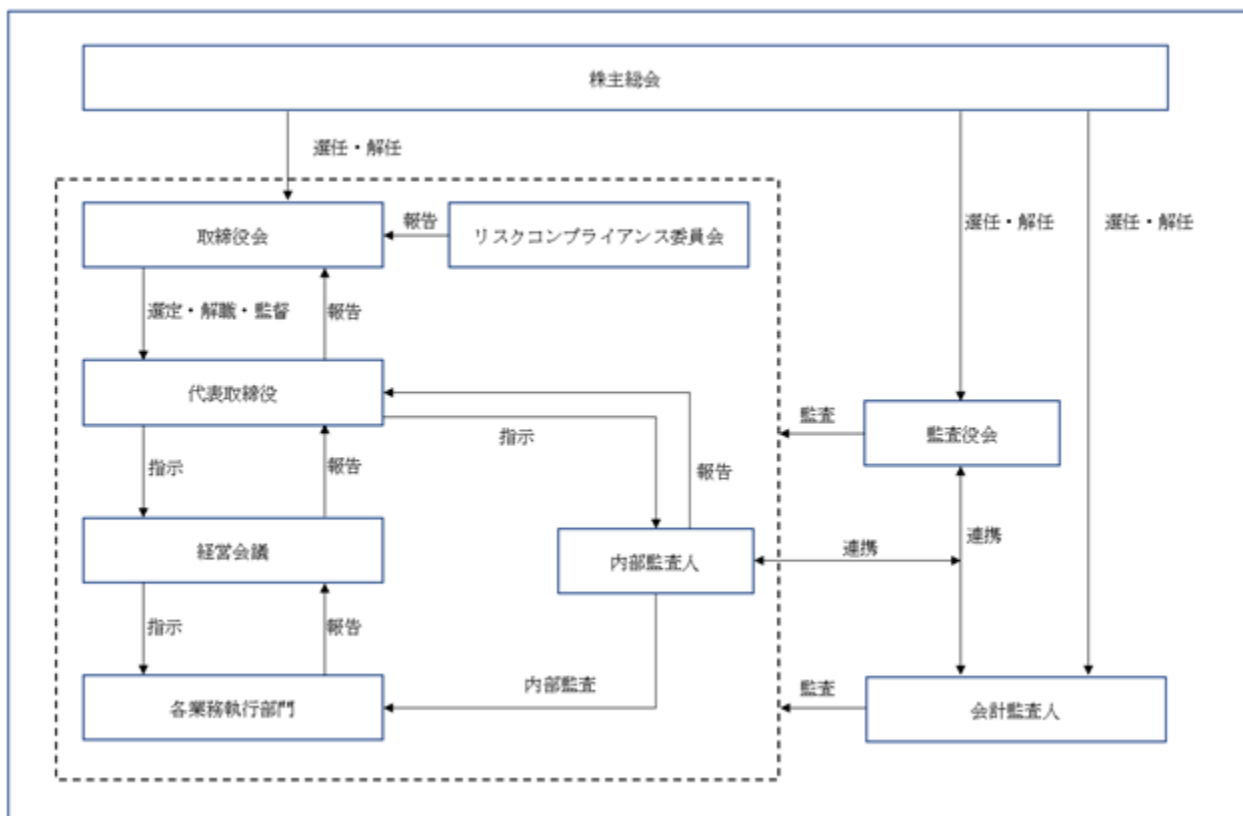 株主総会
選任・解任
選任・解任
選任・解任
取締役会
報告
リスクコンプライアンス委員会
選定・解職・監督
報告
代表取締役
指示
監査
監査役会
指示
報告
報告
経営会議
内部監査人
連携
連携
指示
報告
内部監査
監査
各業務執行部門
会計監査人